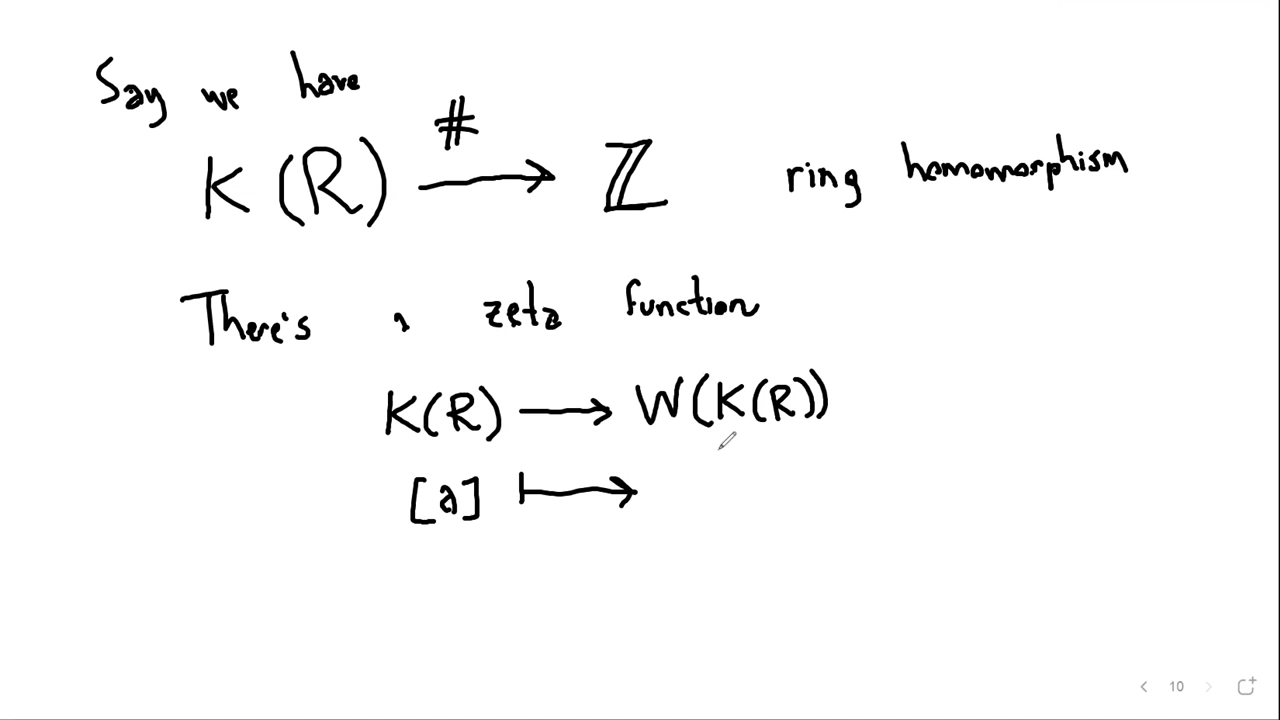 Say we have
#
K(R) ⟶ ℤ ring homomorphism
There's a zeta function
K(R) ⟶ W(K(R))
[a] ⟼
10